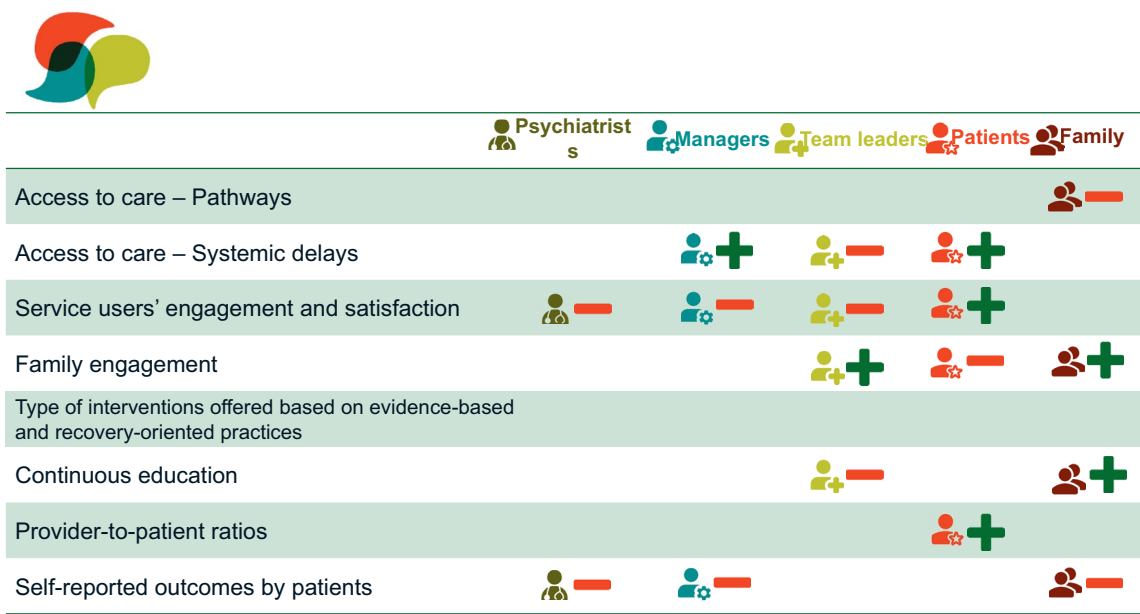 Psychiatrist
s
Managers
Team leaders
Patients
Family
Access to care – Pathways
Access to care – Systemic delays
Service users’ engagement and satisfaction
Family engagement
Type of interventions offered based on evidence-based
and recovery-oriented practices
Continuous education
Provider-to-patient ratios
Self-reported outcomes by patients